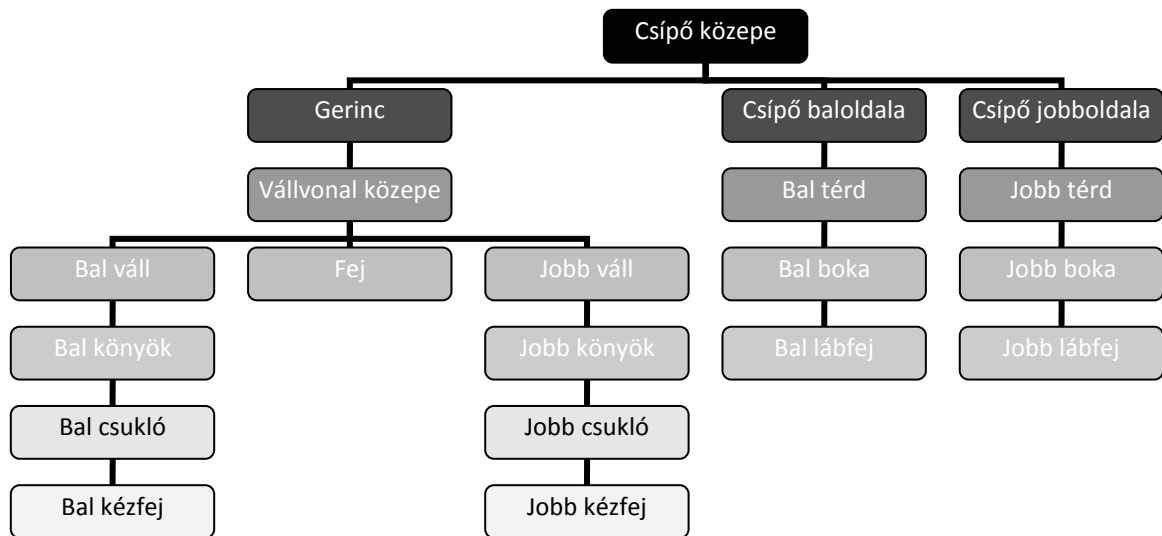 Csípő közepe
Gerinc
Csípő baloldala
Csípő jobboldala
Vállvonal közepe
Bal térd
Jobb térd
Bal váll
Fej
Jobb váll
Bal boka
Jobb boka
Bal könyök
Jobb könyök
Bal lábfej
Jobb lábfej
Bal csukló
Jobb csukló
Bal kézfej
Jobb kézfej